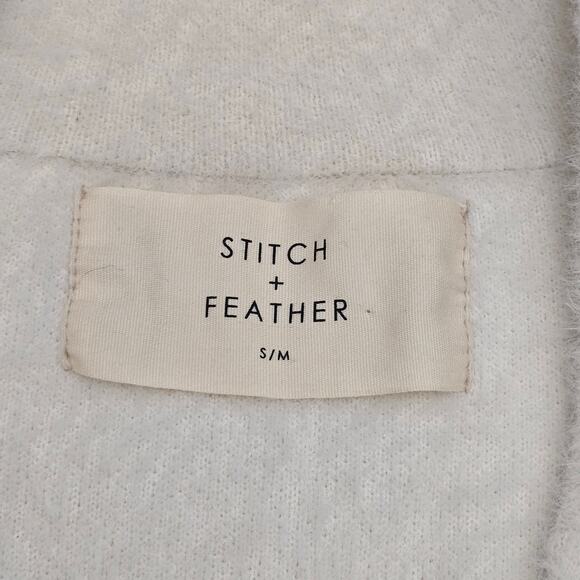 STITCH
+
FEATHER
S/M